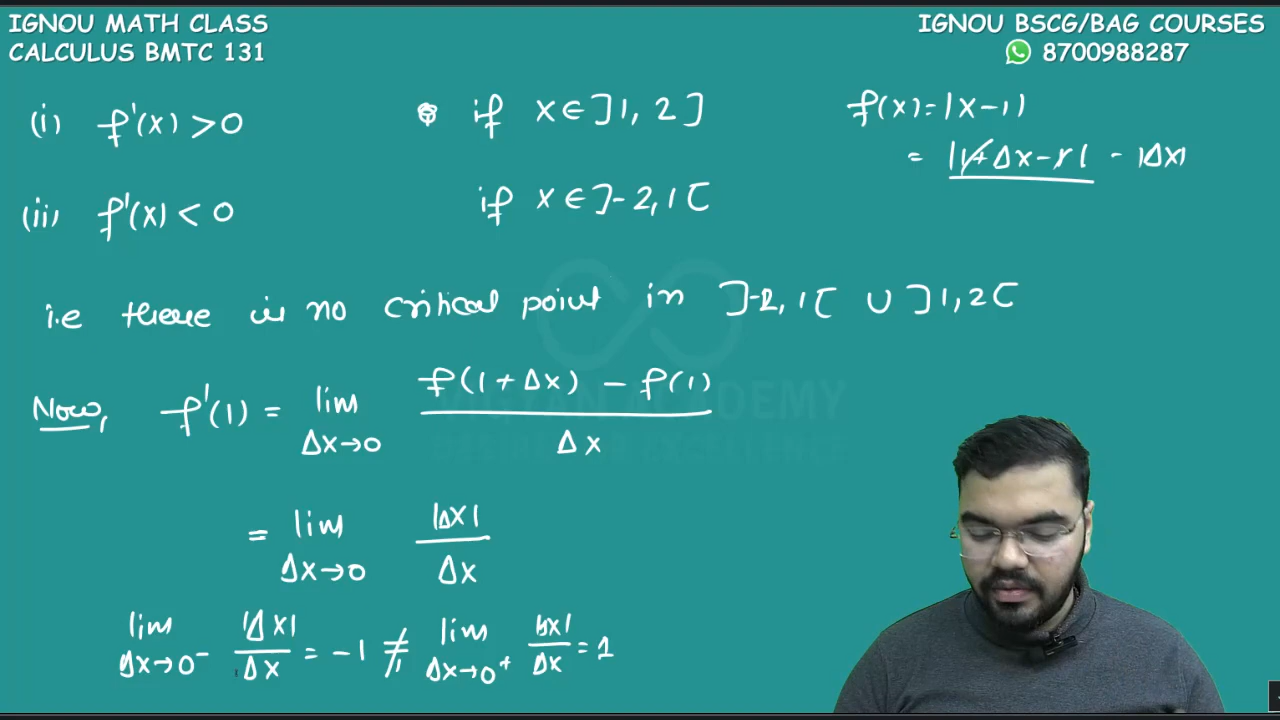 IGNOU MATH CLASS
CALCULUS BMTC 131
IGNOU BSCG/BAG COURSES
8700988287
(i) f'(x) > 0 if x ∈ ]1, 2]
(ii) f'(x) < 0 if x ∈ ]-2, 1[
f(x) = |x-1|
= |1+Δx-1| - |Δx|
i.e there is no critical point in ]-2, 1[ ∪ ]1, 2[
Now, f'(1) = lim Δx→0 f(1+Δx) - f(1) / Δx
VIGYAN ACADEMY
= lim Δx→0 |Δx| / Δx
lim Δx→0⁻ |Δx| / Δx = -1 ≠ lim Δx→0⁺ |Δx| / Δx = 1